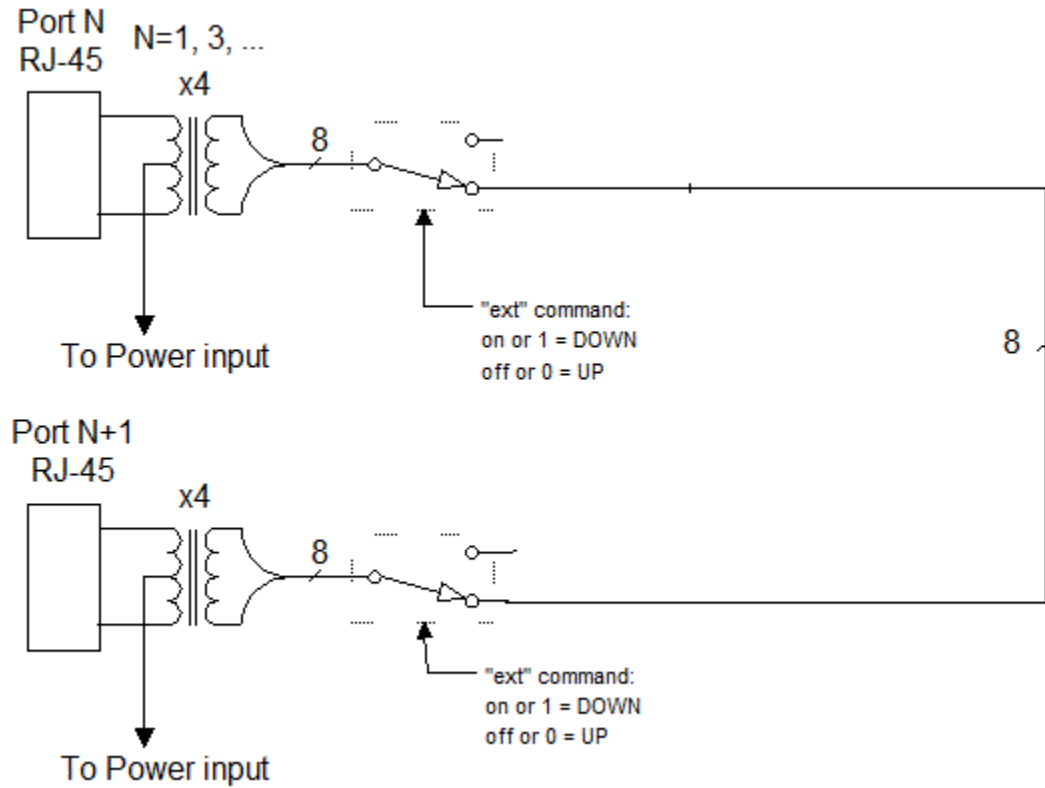 Port N
RJ-45
N=1, 3, ...
x4
8
"ext" command:
on or 1 = DOWN
off or 0 = UP
To Power input
8
Port N+1
RJ-45
x4
8
"ext" command:
on or 1 = DOWN
off or 0 = UP
To Power input